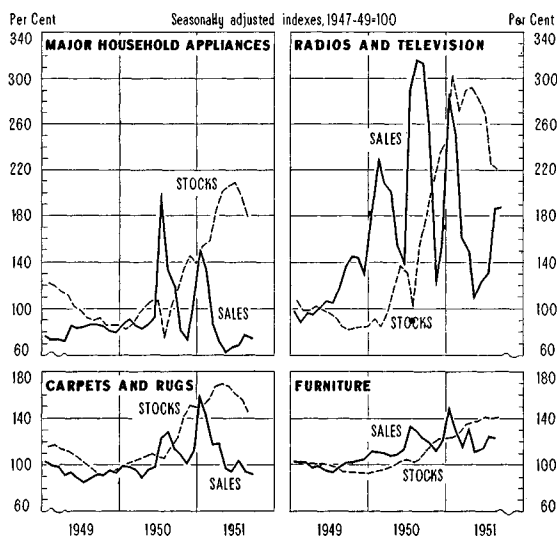 Per Cent Seasonally adjusted indexes, 1947-49=100 Per Cent
340 MAJOR HOUSEHOLD APPLIANCES RADIOS AND TELEVISION 340
300 300
260 260
SALES
220 220
STOCKS
180 180
140 140
100 SALES 100
STOCKS
60 60
180 CARPETS AND RUGS FURNITURE 180
STOCKS
140 SALES 140
100 100
SALES STOCKS
60 60
1949 1950 1951 1949 1950 1951